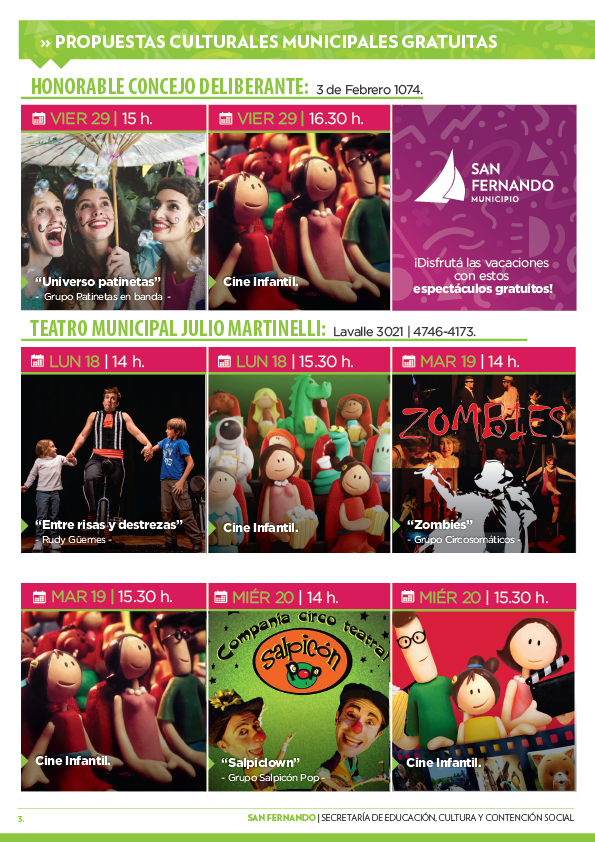 » PROPUESTAS CULTURALES MUNICIPALES GRATUITAS
HONORABLE CONCEJO DELIBERANTE: 3 de Febrero 1074.
VIER 29 | 15 h.
“Universo patinetas”
- Grupo Patinetas en banda -
VIER 29 | 16.30 h.
Cine Infantil.
SAN
FERNANDO
MUNICIPIO
¡Disfrutá las vacaciones
con estos
espectáculos gratuitos!
TEATRO MUNICIPAL JULIO MARTINELLI: Lavalle 3021 | 4746-4173.
LUN 18 | 14 h.
“Entre risas y destrezas”
- Rudy Güemes -
LUN 18 | 15.30 h.
Cine Infantil.
MAR 19 | 14 h.
ZOMBIES
“Zombies”
- Grupo Circosomáticos -
MAR 19 | 15.30 h.
Cine Infantil.
MIÉR 20 | 14 h.
Compañía Circo teatral
Salpicón
“Salpiclown”
- Grupo Salpicón Pop -
MIÉR 20 | 15.30 h.
Cine Infantil.
3.
SAN FERNANDO | SECRETARÍA DE EDUCACIÓN, CULTURA Y CONTENCIÓN SOCIAL